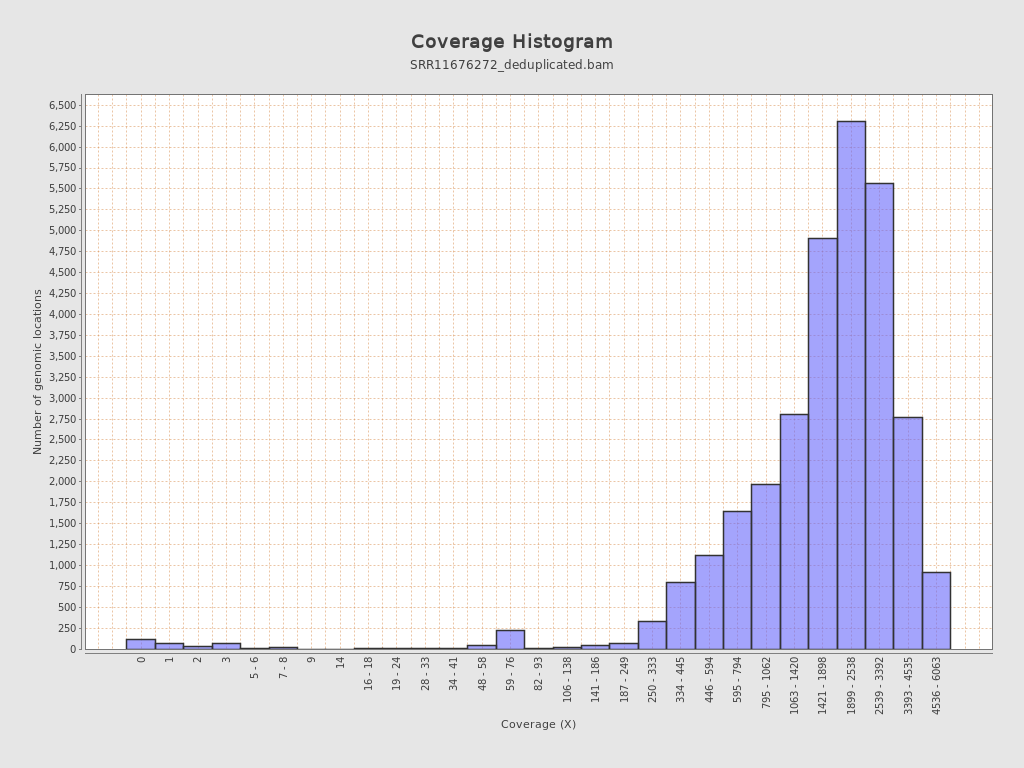 Coverage Histogram
SRR11676272_deduplicated.bam
Number of genomic locations
6,500
6,250
6,000
5,750
5,500
5,250
5,000
4,750
4,500
4,250
4,000
3,750
3,500
3,250
3,000
2,750
2,500
2,250
2,000
1,750
1,500
1,250
1,000
750
500
250
0
0
1
2
3
5 - 6
7 - 8
9
14
16 - 18
19 - 24
28 - 33
34 - 41
48 - 58
59 - 76
82 - 93
106 - 138
141 - 186
187 - 249
250 - 333
334 - 445
446 - 594
595 - 794
795 - 1062
1063 - 1420
1421 - 1898
1899 - 2538
2539 - 3392
3393 - 4535
4536 - 6063
Coverage (X)